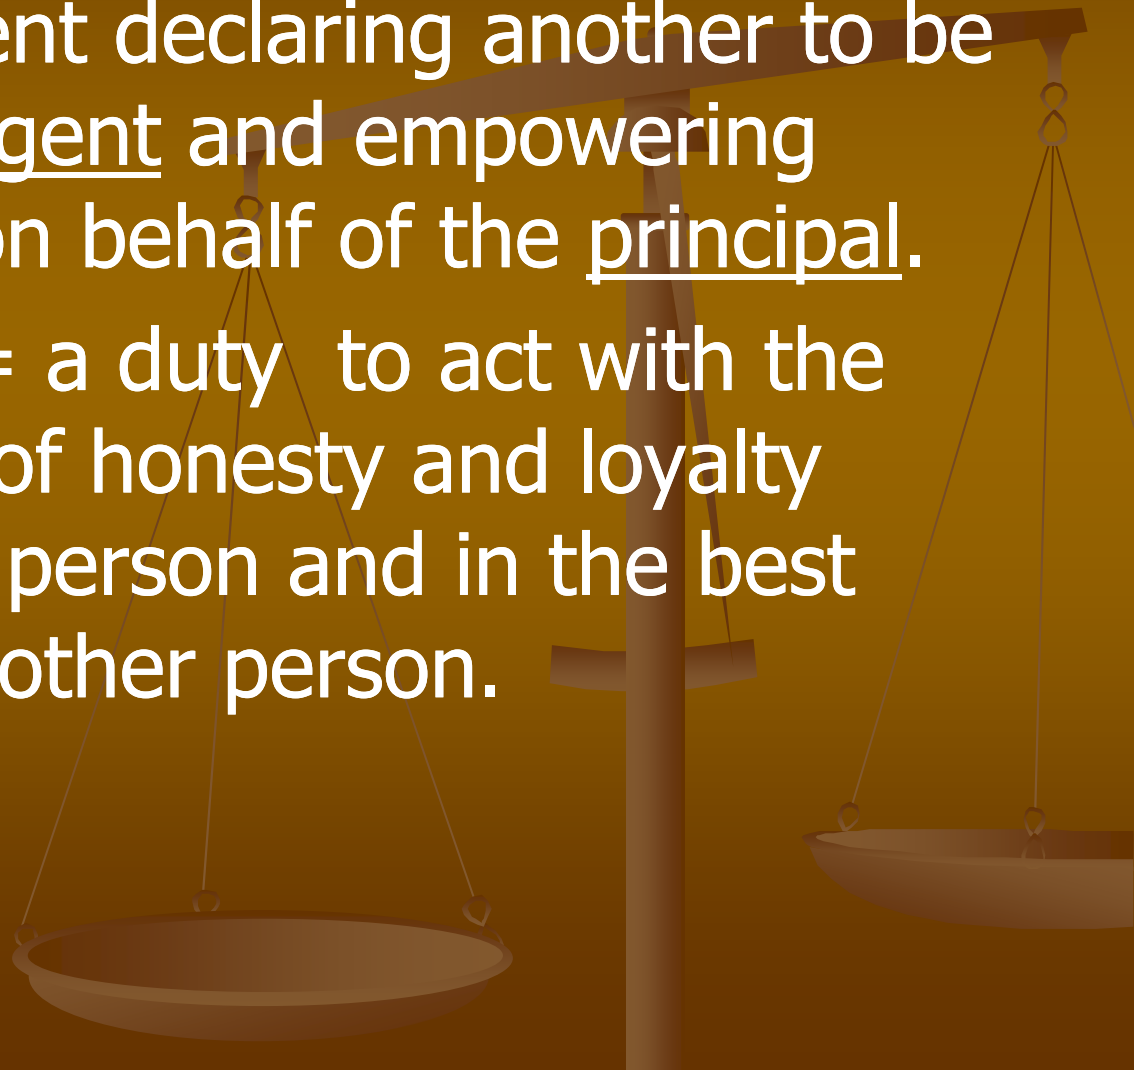 ent declaring another to be
gent and empowering
on behalf of the principal.
= a duty  to act with the
of honesty and loyalty
person and in the best
other person.